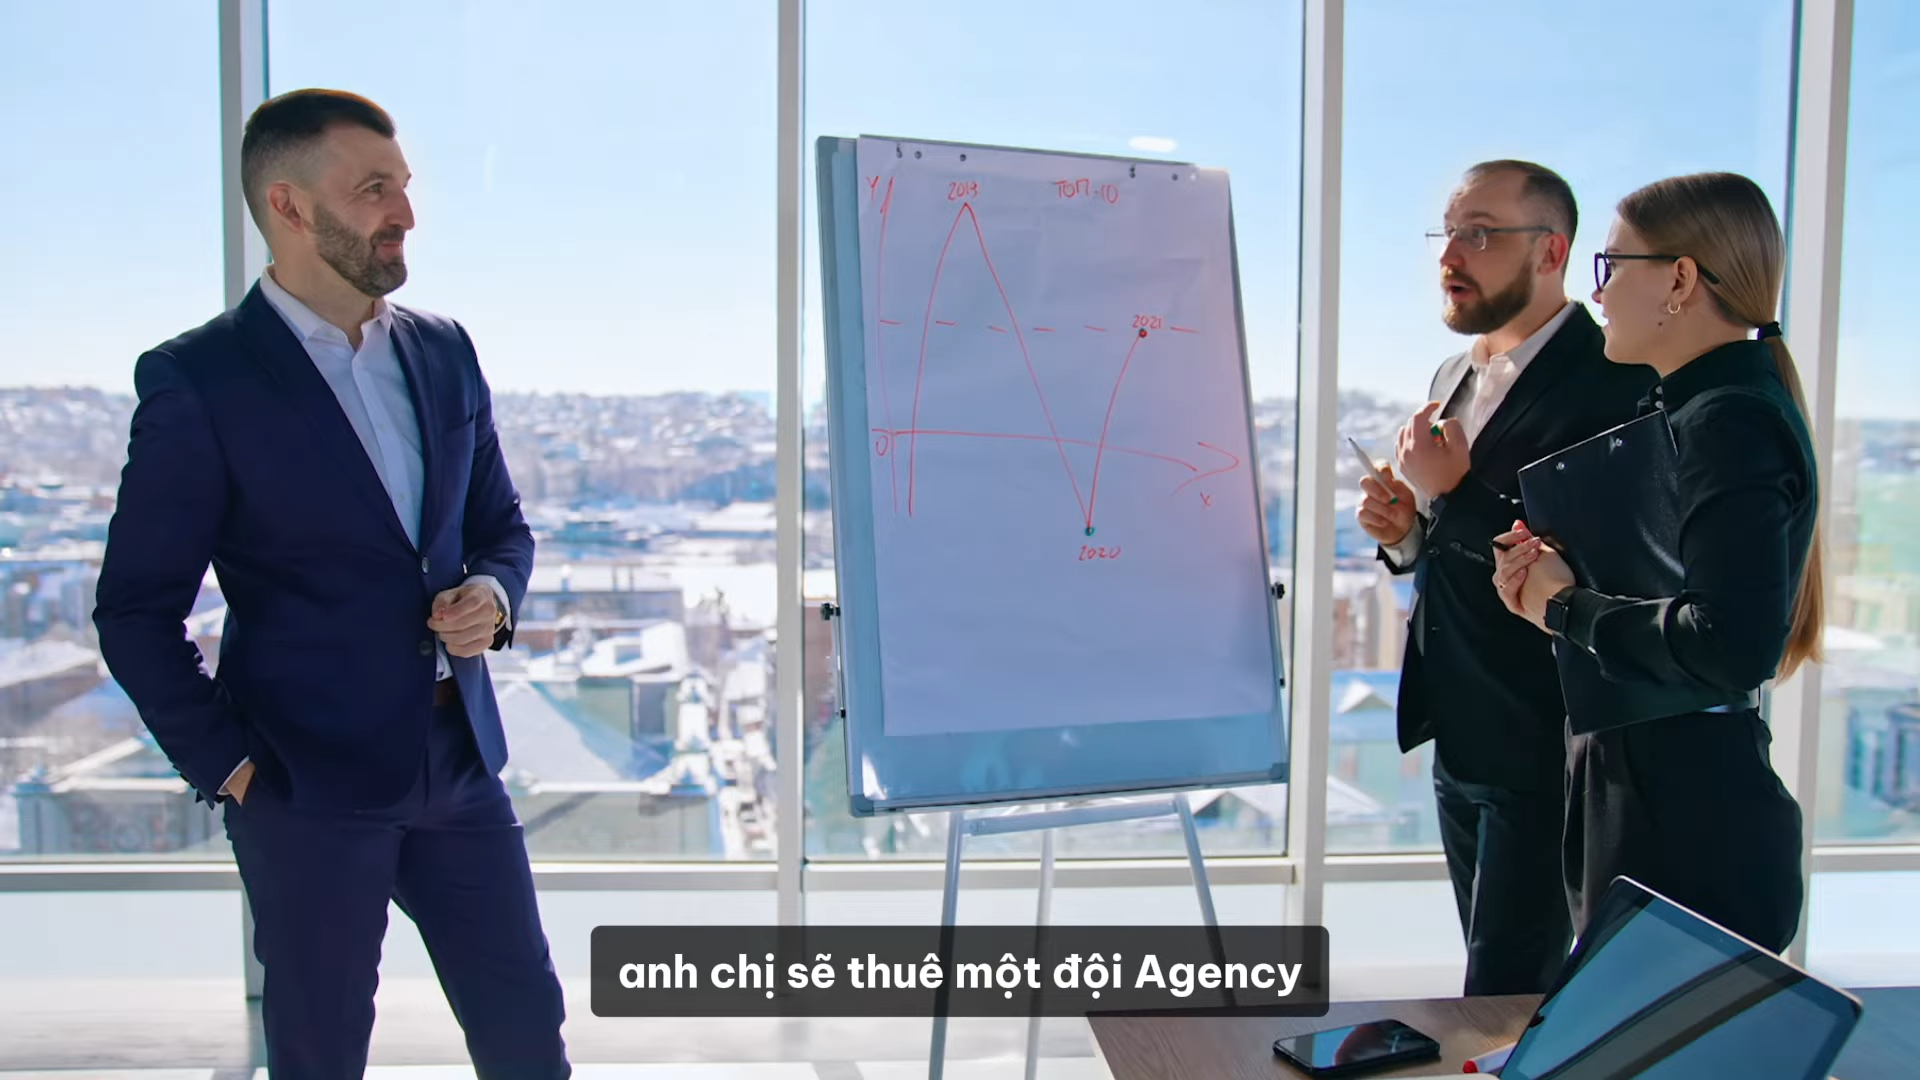 Y
2019
ТОП-10
2021
0
X
2020
anh chị sẽ thuê một đội Agency